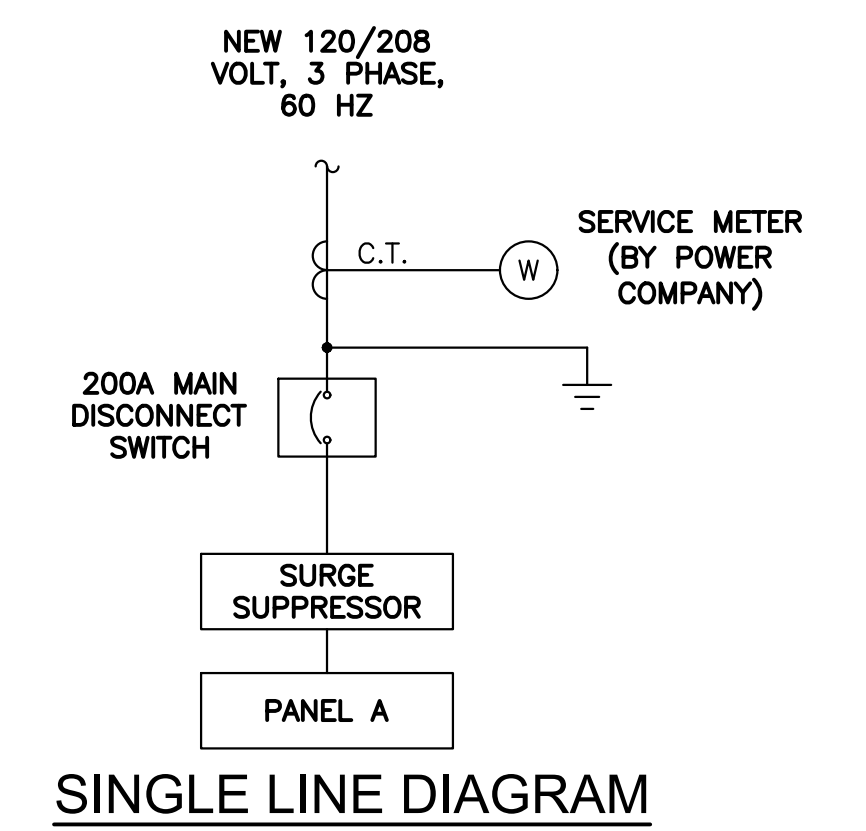 NEW 120/208
VOLT, 3 PHASE,
60 HZ
C.T.
W
SERVICE METER
(BY POWER
COMPANY)
200A MAIN
DISCONNECT
SWITCH
SURGE
SUPPRESSOR
PANEL A
SINGLE LINE DIAGRAM